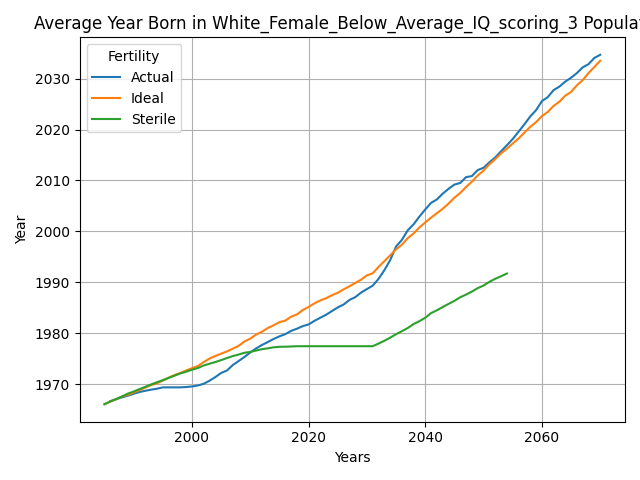 Average Year Born in White_Female_Below_Average_IQ_scoring_3 Populat
Fertility
Actual
Ideal
Sterile
2030
2020
2010
2000
1990
1980
1970
Year
2000 2020 2040 2060
Years